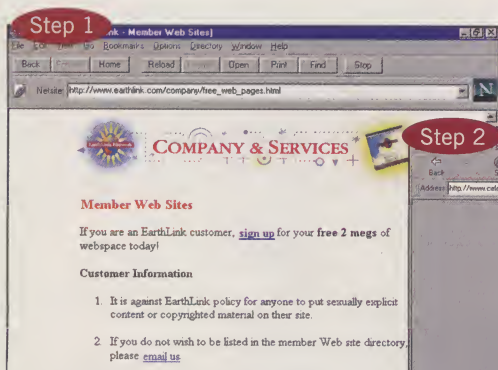 Step 1
nk - Member Web Sites]
File Edit View Go Bookmarks Options Directory Window Help
Back Home Reload Open Print Find Stop
Netsite: http://www.earthlink.com/company/free_web_pages.html
N
EarthLink Network
COMPANY & SERVICES
Step 2
Back
Address http://www.
Member Web Sites
If you are an EarthLink customer, sign up for your free 2 megs of
webspace today!
Customer Information
1. It is against EarthLink policy for anyone to put sexually explicit
content or copyrighted material on their site.
2. If you do not wish to be listed in the member Web site directory,
please email us